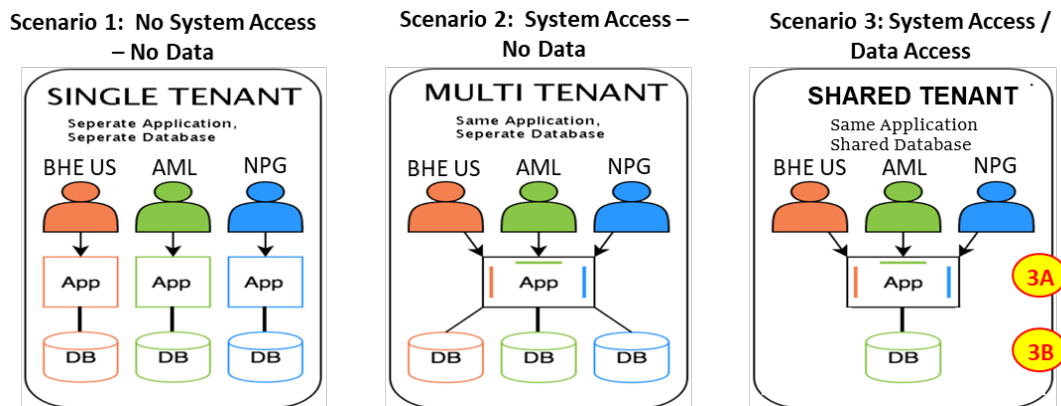 Scenario 1:  No System Access
– No Data
SINGLE TENANT
Seperate Application,
Seperate Database
BHE US
AML
NPG
App
App
App
DB
DB
DB
Scenario 2:  System Access –
No Data
MULTI TENANT
Same Application,
Seperate Database
BHE US
AML
NPG
App
DB
DB
DB
Scenario 3: System Access /
Data Access
SHARED TENANT
Same Application
Shared Database
BHE US
AML
NPG
App
3A
DB
3B